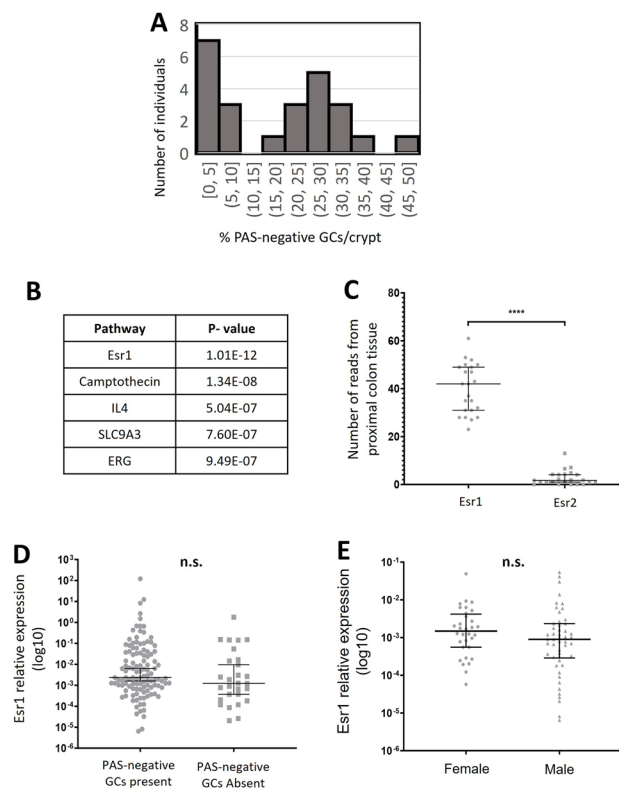 A
Number of individuals
8
6
4
2
0
[0, 5]
(5, 10]
(10, 15]
(15, 20]
(20, 25]
(25, 30]
(30, 35]
(35, 40]
(40, 45]
(45, 50]
% PAS-negative GCs/crypt
B
Pathway P- value
Esr1 1.01E-12
Camptothecin 1.34E-08
IL4 5.04E-07
SLC9A3 7.60E-07
ERG 9.49E-07
C
Number of reads from
proximal colon tissue
80
60
40
20
0
****
Esr1 Esr2
D
Esr1 relative expression
(log10)
10³
10²
10¹
10⁰
10⁻¹
10⁻²
10⁻³
10⁻⁴
10⁻⁵
10⁻⁶
n.s.
PAS-negative
GCs present
PAS-negative
GCs Absent
E
Esr1 relative expression
(log10)
10⁻¹
10⁻²
10⁻³
10⁻⁴
10⁻⁵
10⁻⁶
n.s.
Female Male